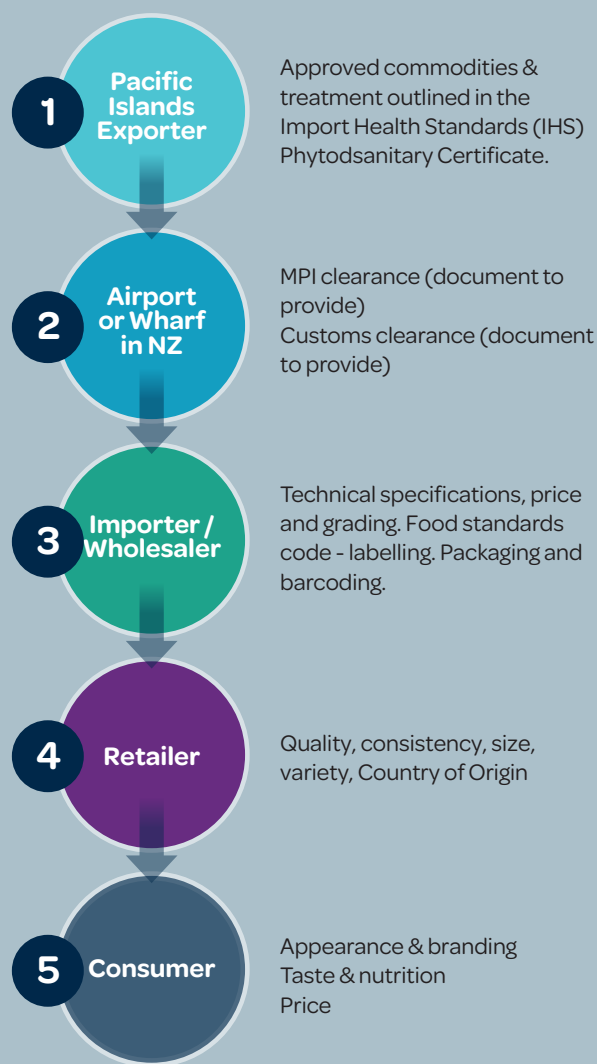 1
Pacific
Islands
Exporter
Approved commodities &
treatment outlined in the
Import Health Standards (IHS)
Phytodsanitary Certificate.
2
Airport
or Wharf
in NZ
MPI clearance (document to
provide)
Customs clearance (document
to provide)
3
Importer /
Wholesaler
Technical specifications, price
and grading. Food standards
code - labelling. Packaging and
barcoding.
4
Retailer
Quality, consistency, size,
variety, Country of Origin
5
Consumer
Appearance & branding
Taste & nutrition
Price